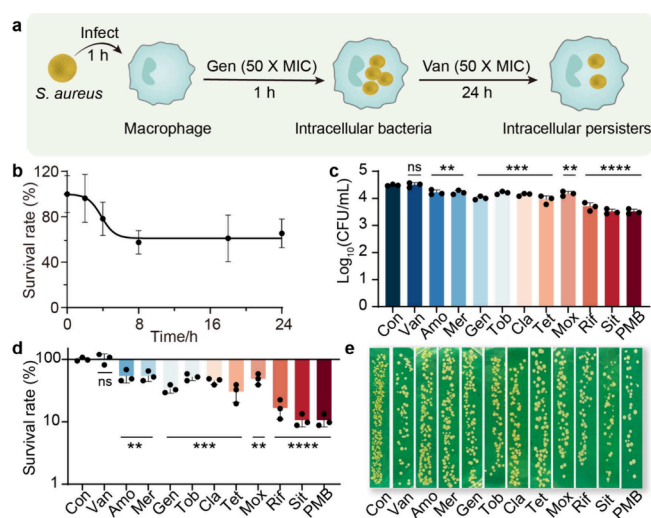 a
Infect
1 h
S. aureus
Gen (50 X MIC)
1 h
Van (50 X MIC)
24 h
Macrophage
Intracellular bacteria
Intracellular persisters
b
Survival rate (%)
120
80
40
0
0
8
16
24
Time/h
c
Log10(CFU/mL)
5
4
3
2
1
0
ns
**
***
**
****
Con
Van
Amo
Mer
Gen
Tob
Cla
Tet
Mox
Rif
Sit
PMB
d
Survival rate (%)
100
10
1
ns
**
***
**
****
Con
Van
Amo
Mer
Gen
Tob
Cla
Tet
Mox
Rif
Sit
PMB
e
Con
Van
Amo
Mer
Gen
Tob
Cla
Tet
Mox
Rif
Sit
PMB